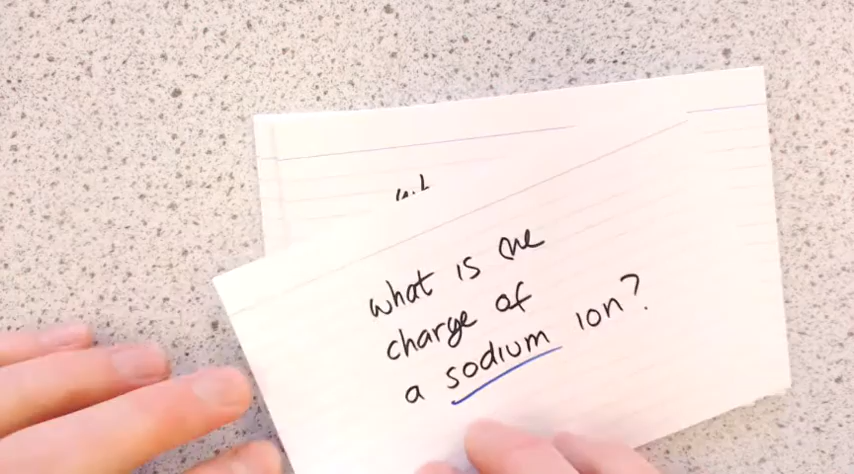 what is the
charge of
a sodium ion?